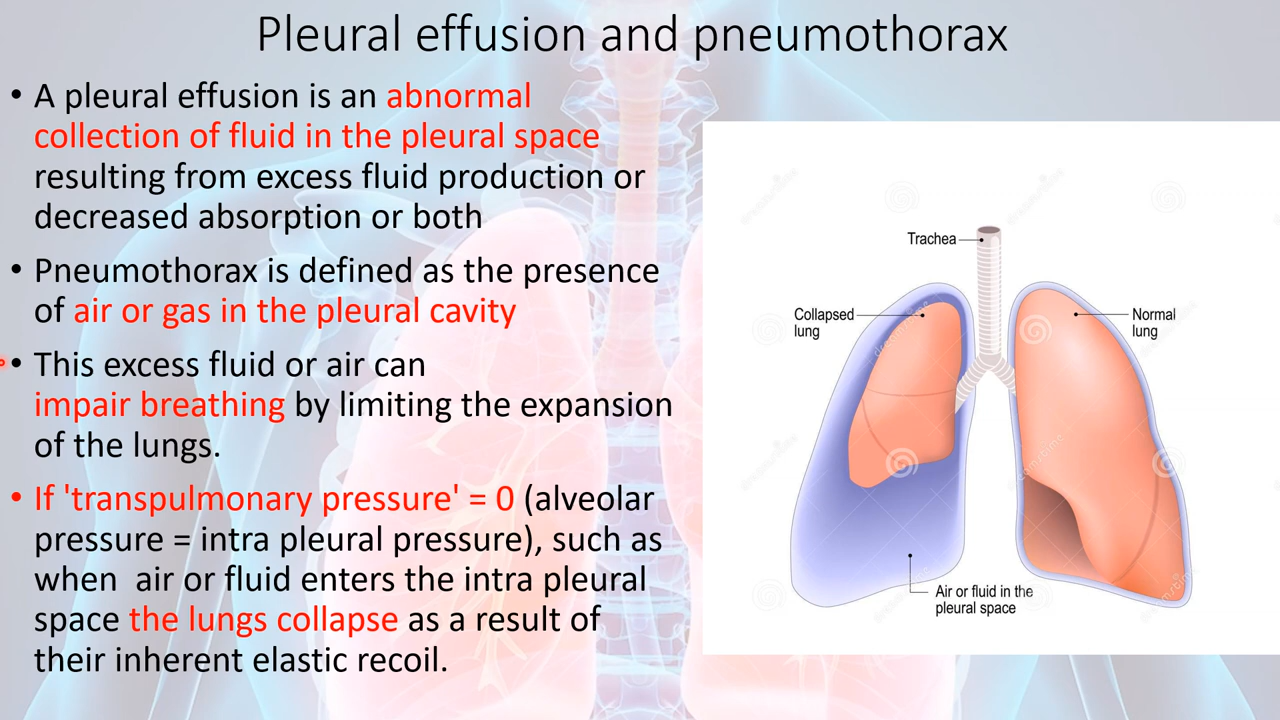 Pleural effusion and pneumothorax
• A pleural effusion is an abnormal
collection of fluid in the pleural space
resulting from excess fluid production or
decreased absorption or both
• Pneumothorax is defined as the presence
of air or gas in the pleural cavity
• This excess fluid or air can
impair breathing by limiting the expansion
of the lungs.
• If 'transpulmonary pressure' = 0 (alveolar
pressure = intra pleural pressure), such as
when  air or fluid enters the intra pleural
space the lungs collapse as a result of
their inherent elastic recoil.
Trachea
Collapsed
lung
Normal
lung
Air or fluid in the
pleural space